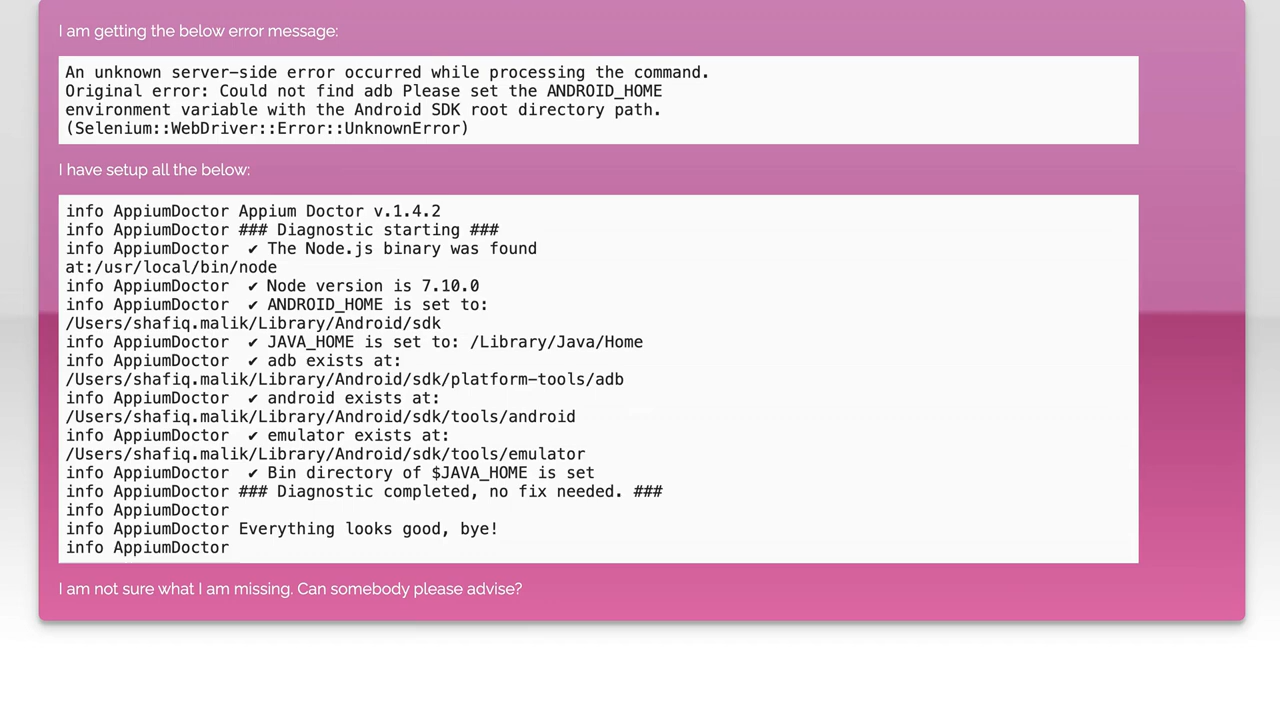 I am getting the below error message:
An unknown server-side error occurred while processing the command.
Original error: Could not find adb Please set the ANDROID_HOME
environment variable with the Android SDK root directory path.
(Selenium::WebDriver::Error::UnknownError)
I have setup all the below:
info AppiumDoctor Appium Doctor v.1.4.2
info AppiumDoctor ### Diagnostic starting ###
info AppiumDoctor  ✔ The Node.js binary was found
at:/usr/local/bin/node
info AppiumDoctor  ✔ Node version is 7.10.0
info AppiumDoctor  ✔ ANDROID_HOME is set to:
/Users/shafiq.malik/Library/Android/sdk
info AppiumDoctor  ✔ JAVA_HOME is set to: /Library/Java/Home
info AppiumDoctor  ✔ adb exists at:
/Users/shafiq.malik/Library/Android/sdk/platform-tools/adb
info AppiumDoctor  ✔ android exists at:
/Users/shafiq.malik/Library/Android/sdk/tools/android
info AppiumDoctor  ✔ emulator exists at:
/Users/shafiq.malik/Library/Android/sdk/tools/emulator
info AppiumDoctor  ✔ Bin directory of $JAVA_HOME is set
info AppiumDoctor ### Diagnostic completed, no fix needed. ###
info AppiumDoctor
info AppiumDoctor Everything looks good, bye!
info AppiumDoctor
I am not sure what I am missing. Can somebody please advise?